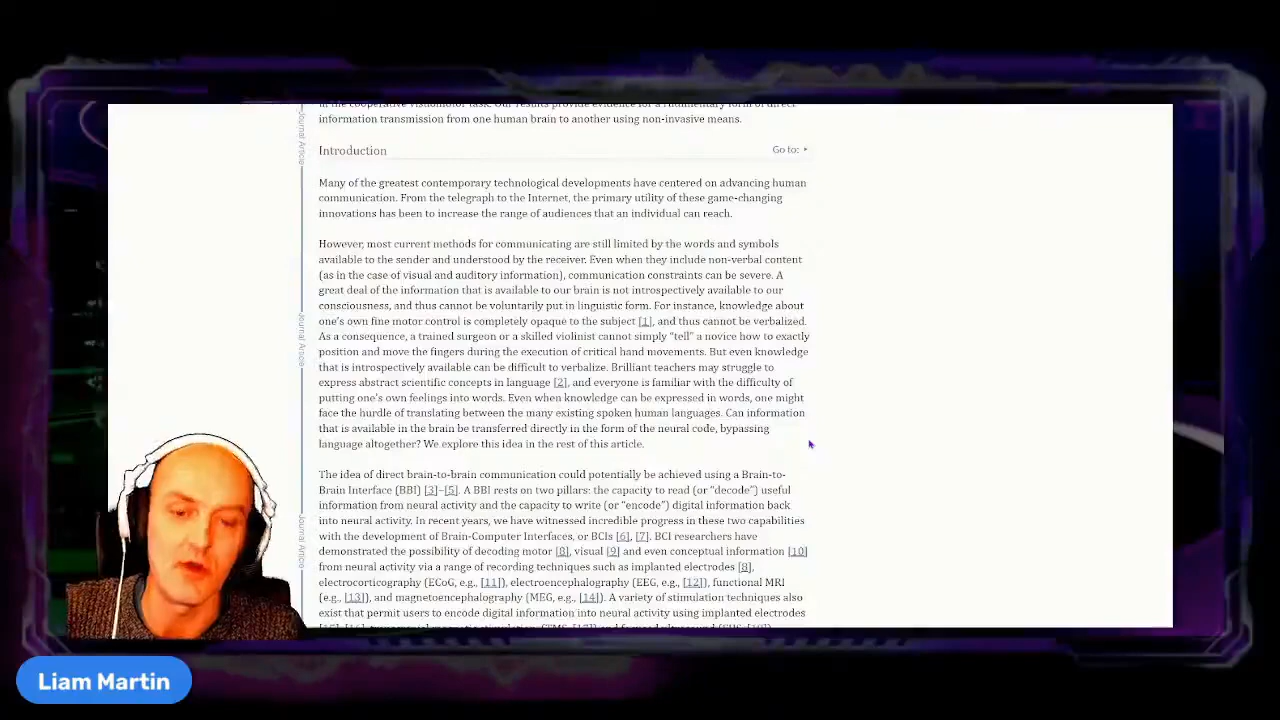 in the cooperative visuomotor task. Our results provide evidence for a rudimentary form of direct
information transmission from one human brain to another using non-invasive means.
Introduction
Go to:
Many of the greatest contemporary technological developments have centered on advancing human
communication. From the telegraph to the Internet, the primary utility of these game-changing
innovations has been to increase the range of audiences that an individual can reach.
However, most current methods for communicating are still limited by the words and symbols
available to the sender and understood by the receiver. Even when they include non-verbal content
(as in the case of visual and auditory information), communication constraints can be severe. A
great deal of the information that is available to our brain is not introspectively available to our
consciousness, and thus cannot be voluntarily put in linguistic form. For instance, knowledge about
one's own fine motor control is completely opaque to the subject [1], and thus cannot be verbalized.
As a consequence, a trained surgeon or a skilled violinist cannot simply "tell" a novice how to exactly
position and move the fingers during the execution of critical hand movements. But even knowledge
that is introspectively available can be difficult to verbalize. Brilliant teachers may struggle to
express abstract scientific concepts in language [2], and everyone is familiar with the difficulty of
putting one's own feelings into words. Even when knowledge can be expressed in words, one might
face the hurdle of translating between the many existing spoken human languages. Can information
that is available in the brain be transferred directly in the form of the neural code, bypassing
language altogether? We explore this idea in the rest of this article.
The idea of direct brain-to-brain communication could potentially be achieved using a Brain-to-
Brain Interface (BBI) [3]–[5]. A BBI rests on two pillars: the capacity to read (or "decode") useful
information from neural activity and the capacity to write (or "encode") digital information back
into neural activity. In recent years, we have witnessed incredible progress in these two capabilities
with the development of Brain-Computer Interfaces, or BCIs [6], [7]. BCI researchers have
demonstrated the possibility of decoding motor [8], visual [9] and even conceptual information [10]
from neural activity via a range of recording techniques such as implanted electrodes [8],
electrocorticography (ECoG, e.g., [11]), electroencephalography (EEG, e.g., [12]), functional MRI
(e.g., [13]), and magnetoencephalography (MEG, e.g., [14]). A variety of stimulation techniques also
exist that permit users to encode digital information into neural activity using implanted electrodes
Journal Article
Journal Article
Journal Article
Liam Martin